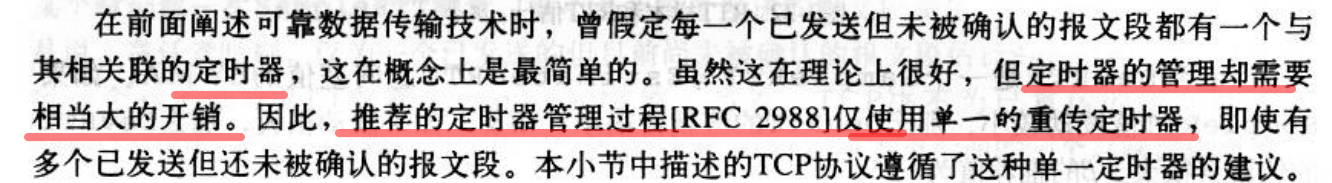 在前面阐述可靠数据传输技术时，曾假定每一个已发送但未被确认的报文段都有一个与
其相关联的定时器，这在概念上是最简单的。虽然这在理论上很好，但定时器的管理却需要
相当大的开销。因此，推荐的定时器管理过程[RFC 2988]仅使用单一的重传定时器，即使有
多个已发送但还未被确认的报文段。本小节中描述的TCP协议遵循了这种单一定时器的建议。